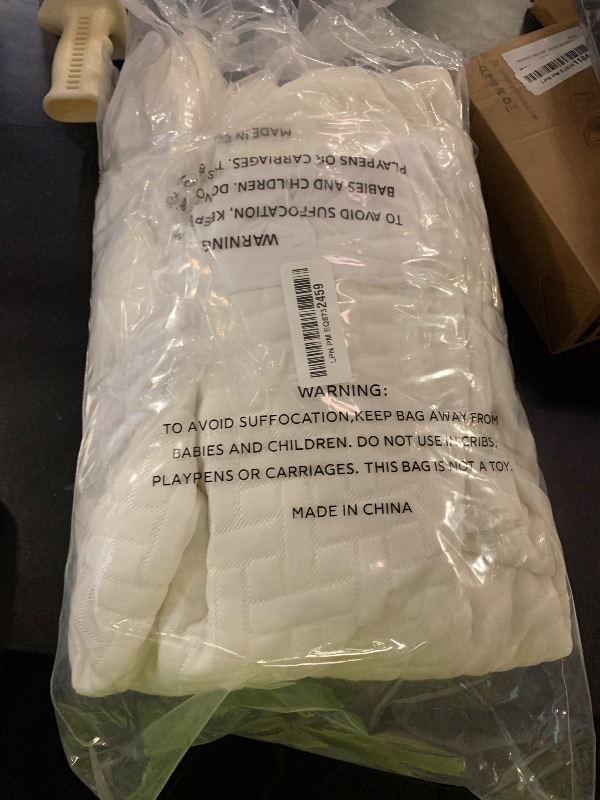 WARNING
TO AVOID SUFFOCATION, KEEP
BABIES AND CHILDREN. DO
PLAYPENS OR CARRIAGES.
MADE IN
LPN PM EQ8732459
WARNING:
TO AVOID SUFFOCATION,KEEP BAG AWAY FROM
BABIES AND CHILDREN. DO NOT USE IN CRIBS,
PLAYPENS OR CARRIAGES. THIS BAG IS NOT A TOY.
MADE IN CHINA